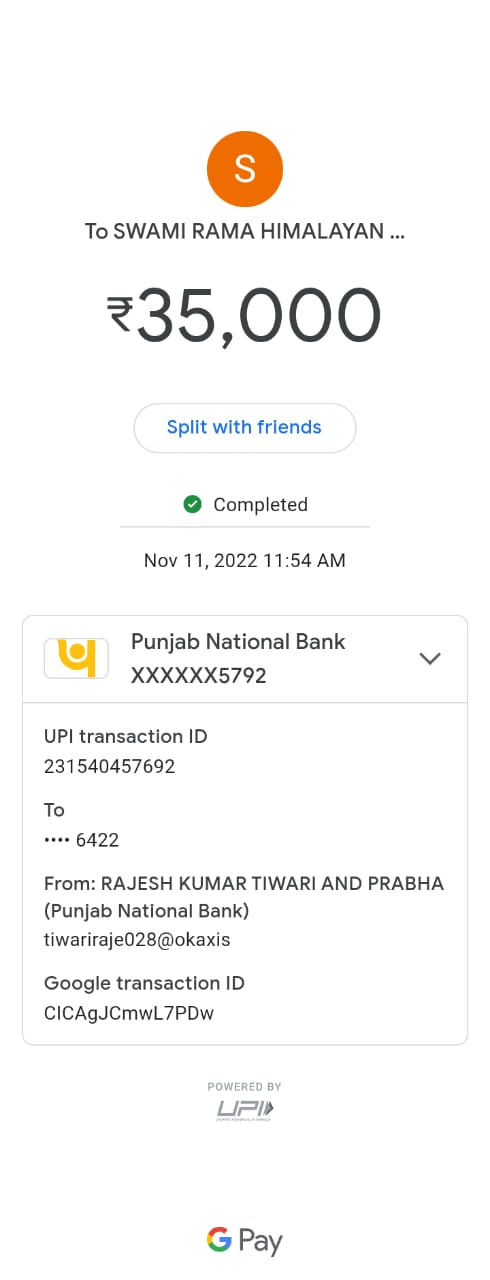 S
To SWAMI RAMA HIMALAYAN ...
₹35,000
Split with friends
Completed
Nov 11, 2022 11:54 AM
Punjab National Bank
XXXXXX5792
UPI transaction ID
231540457692
To
•••• 6422
From: RAJESH KUMAR TIWARI AND PRABHA
(Punjab National Bank)
tiwariraje028@okaxis
Google transaction ID
CICAgJCmwL7PDw
POWERED BY
UPI
G Pay